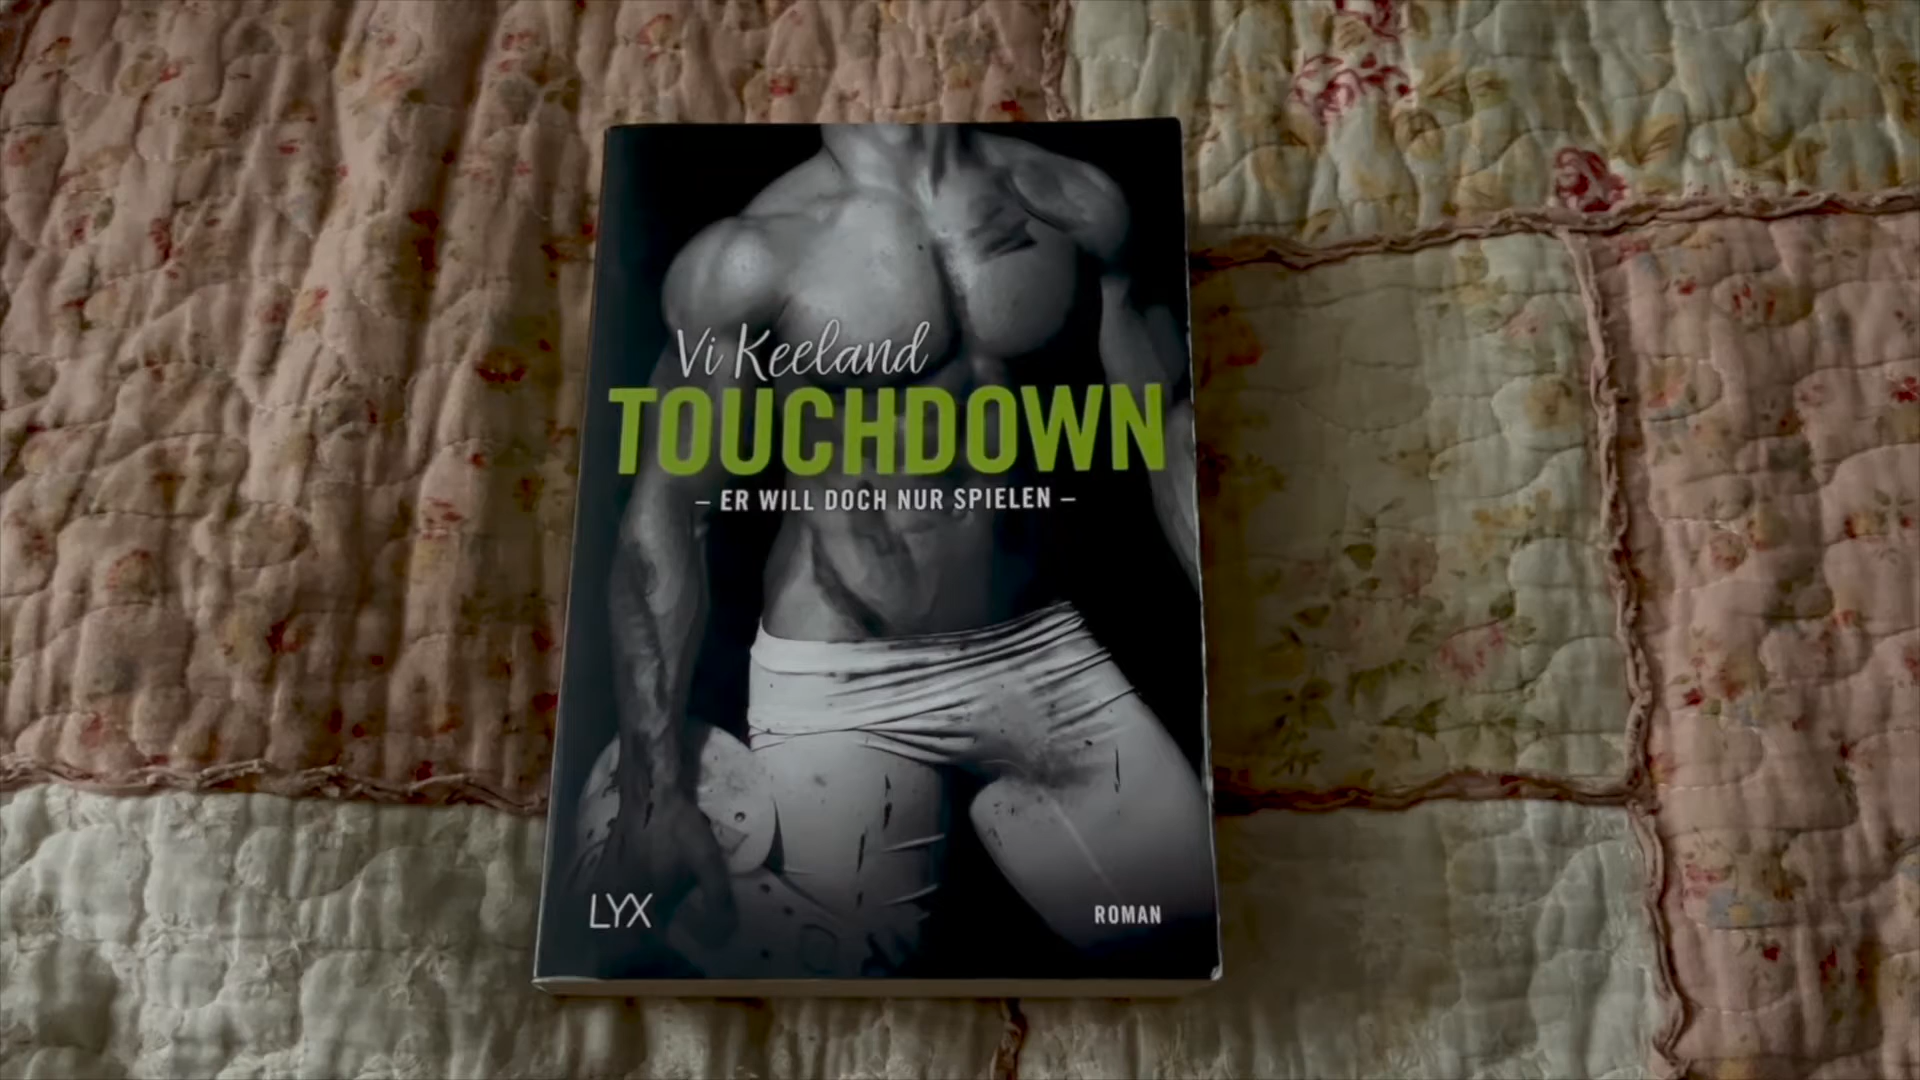 Vi Keeland
TOUCHDOWN
– ER WILL DOCH NUR SPIELEN –
LYX
ROMAN